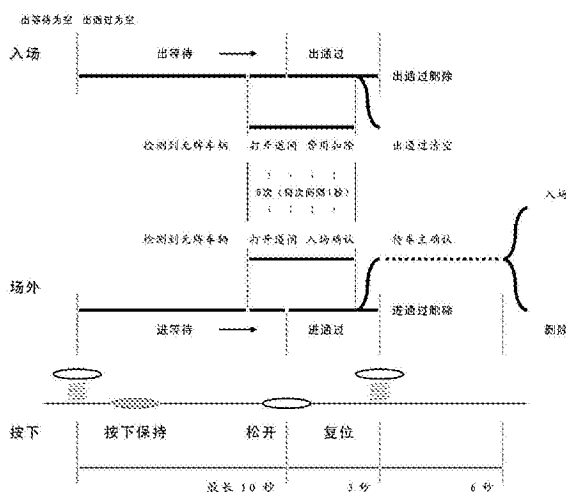 出等待为空 出通过为空
入场 出等待 出通过
出通过删除
检测到无牌车辆 打开道闸 费用扣除 出通过清空
5次（每次间隔1秒）
入场
检测到无牌车辆 打开道闸 入场确认 待车主确认
场外
进通过删除
进等待 进通过 删除
按下 按下保持 松开 复位
最长 10 秒 3 秒 6 秒